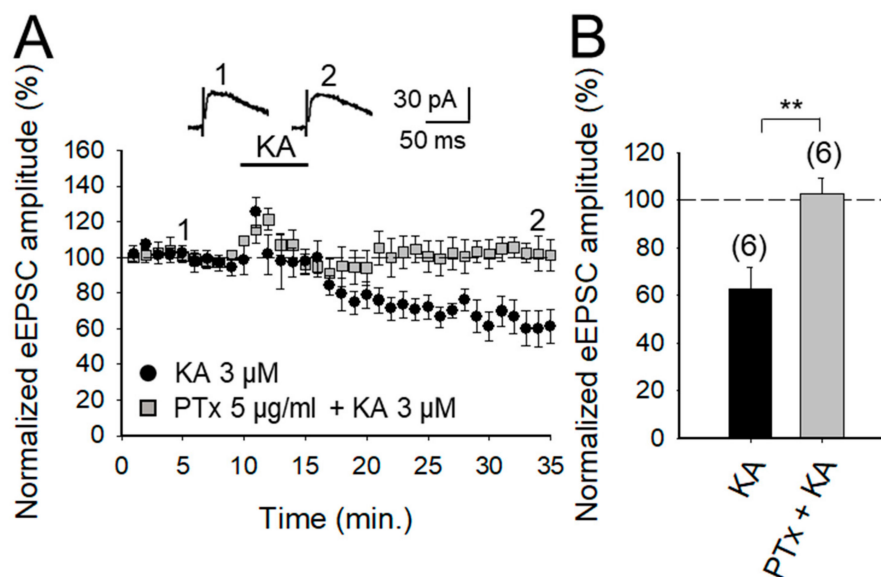 A
Normalized eEPSC amplitude (%)
1
2
30 pA
50 ms
KA
160
140
120
100
80
60
40
20
0
1
2
KA 3 µM
PTx 5 µg/ml + KA 3 µM
0
5
10
15
20
25
30
35
Time (min.)
B
Normalized eEPSC amplitude (%)
**
120
100
80
60
40
20
0
(6)
(6)
KA
PTx + KA